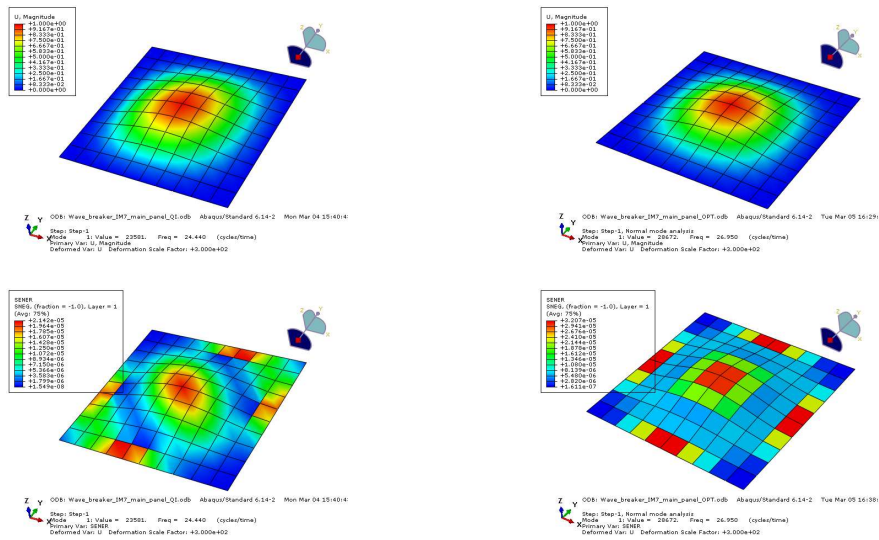 U, Magnitude
+1.000e+00
+9.167e-01
+8.333e-01
+7.500e-01
+6.667e-01
+5.833e-01
+5.000e-01
+4.167e-01
+3.333e-01
+2.500e-01
+1.667e-01
+8.333e-02
+0.000e+00
ODB: Wave_breaker_IM7_main_panel_QI.odb Abaqus/Standard 6.14-2 Mon Mar 04 15:40:4
Step: Step-1
Mode 1: Value = 23581. Freq = 24.440 (cycles/time)
Primary Var: U, Magnitude
Deformed Var: U Deformation Scale Factor: +3.000e+02
Z Y X
U, Magnitude
+1.000e+00
+9.167e-01
+8.333e-01
+7.500e-01
+6.667e-01
+5.833e-01
+5.000e-01
+4.167e-01
+3.333e-01
+2.500e-01
+1.667e-01
+8.333e-02
+0.000e+00
ODB: Wave_breaker_IM7_main_panel_OPT.odb Abaqus/Standard 6.14-2 Tue Mar 05 16:29:
Step: Step-1, Normal mode analysis
Mode 1: Value = 28672. Freq = 26.950 (cycles/time)
Primary Var: U, Magnitude
Deformed Var: U Deformation Scale Factor: +3.000e+02
Z Y X
SENER
SNEG, (fraction = -1.0), Layer = 1
(Avg: 75%)
+2.142e-05
+1.964e-05
+1.785e-05
+1.607e-05
+1.428e-05
+1.250e-05
+1.072e-05
+8.934e-06
+7.150e-06
+5.366e-06
+3.583e-06
+1.799e-06
+1.549e-08
ODB: Wave_breaker_IM7_main_panel_QI.odb Abaqus/Standard 6.14-2 Mon Mar 04 15:40:4
Step: Step-1
Mode 1: Value = 23581. Freq = 24.440 (cycles/time)
Primary Var: SENER
Deformed Var: U Deformation Scale Factor: +3.000e+02
Z Y X
SENER
SNEG, (fraction = -1.0), Layer = 1
(Avg: 75%)
+3.207e-05
+2.941e-05
+2.676e-05
+2.410e-05
+2.144e-05
+1.878e-05
+1.612e-05
+1.346e-05
+1.080e-05
+8.139e-06
+5.480e-06
+2.820e-06
+1.611e-07
ODB: Wave_breaker_IM7_main_panel_OPT.odb Abaqus/Standard 6.14-2 Tue Mar 05 16:38:
Step: Step-1, Normal mode analysis
Mode 1: Value = 28672. Freq = 26.950 (cycles/time)
Primary Var: SENER
Deformed Var: U Deformation Scale Factor: +3.000e+02
Z Y X